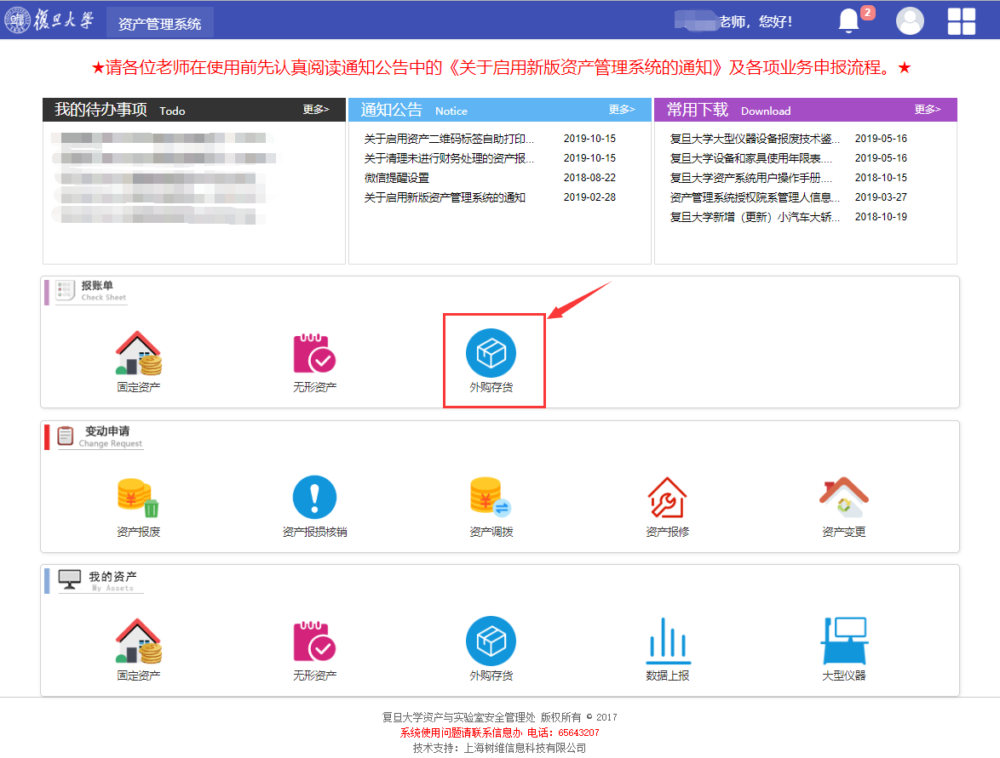 復旦大學 资产管理系统 老师，您好！ 2
★请各位老师在使用前先认真阅读通知公告中的《关于启用新版资产管理系统的通知》及各项业务申报流程。★
我的待办事项 Todo 更多>
通知公告 Notice 更多>
关于启用资产二维码标签自助打印... 2019-10-15
关于清理未进行财务处理的资产报... 2019-10-15
微信提醒设置 2018-08-22
关于启用新版资产管理系统的通知 2019-02-28
常用下载 Download 更多>
复旦大学大型仪器设备报废技术鉴... 2019-05-16
复旦大学设备和家具使用年限表.... 2019-05-16
复旦大学资产系统用户操作手册.... 2018-10-15
资产管理系统授权院系管理人信息... 2019-03-27
复旦大学新增（更新）小汽车大轿... 2018-10-19
报账单
Check Sheet
固定资产 无形资产 外购存货
变动申请
Change Request
资产报废 资产报损核销 资产调拨 资产报修 资产变更
我的资产
My Assets
固定资产 无形资产 外购存货 数据上报 大型仪器
复旦大学资产与实验室安全管理处 版权所有 © 2017
系统使用问题请联系信息办 电话：65643207
技术支持：上海树维信息科技有限公司